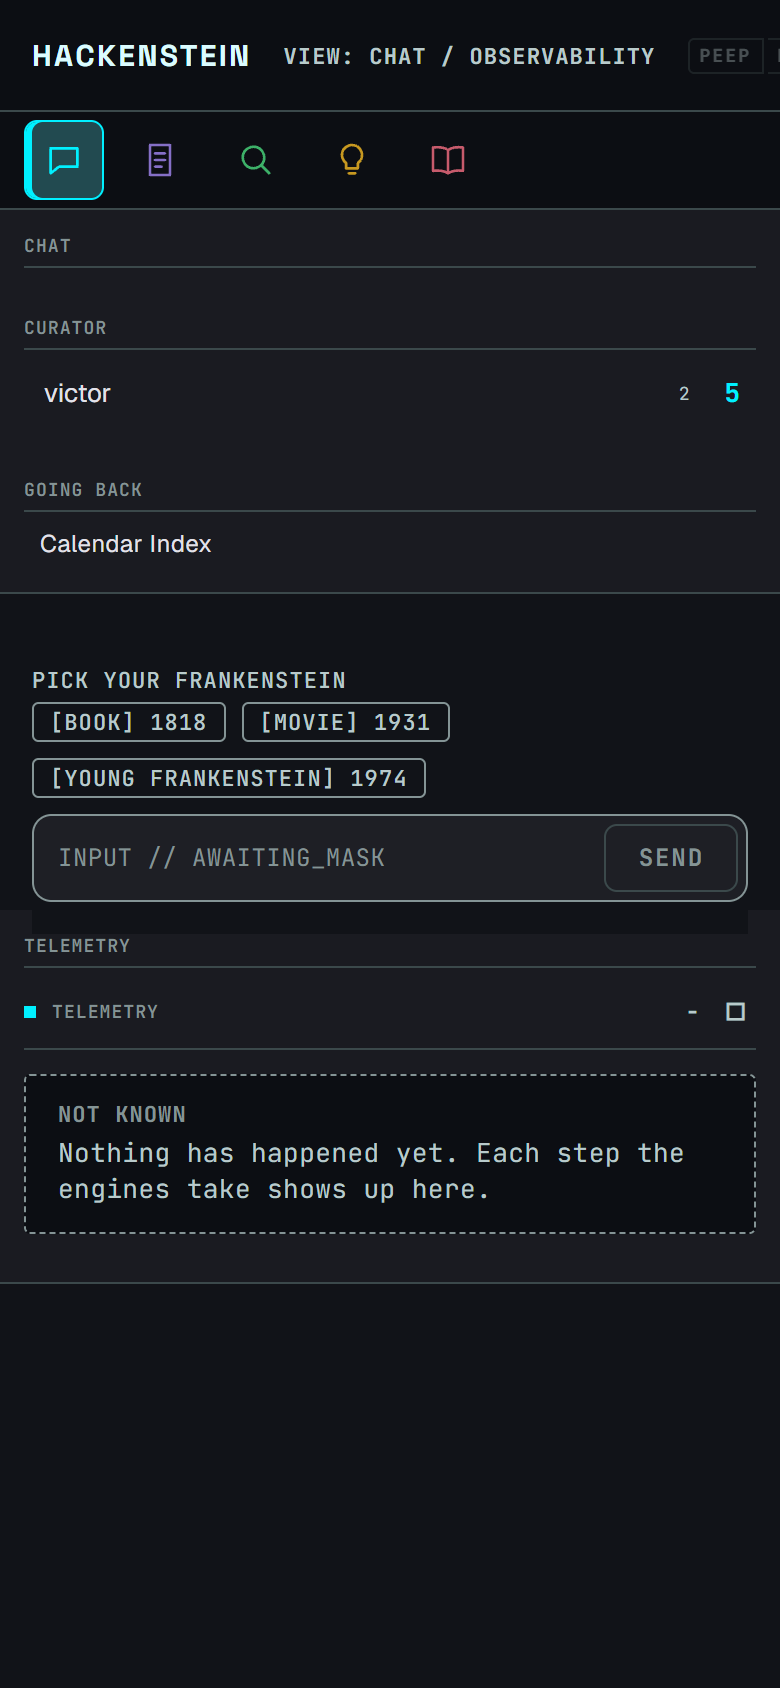 HACKENSTEIN VIEW: CHAT / OBSERVABILITY PEEP
CHAT
CURATOR
victor 2 5
GOING BACK
Calendar Index
PICK YOUR FRANKENSTEIN
[BOOK] 1818 [MOVIE] 1931
[YOUNG FRANKENSTEIN] 1974
INPUT // AWAITING_MASK SEND
TELEMETRY
TELEMETRY -
NOT KNOWN
Nothing has happened yet. Each step the
engines take shows up here.